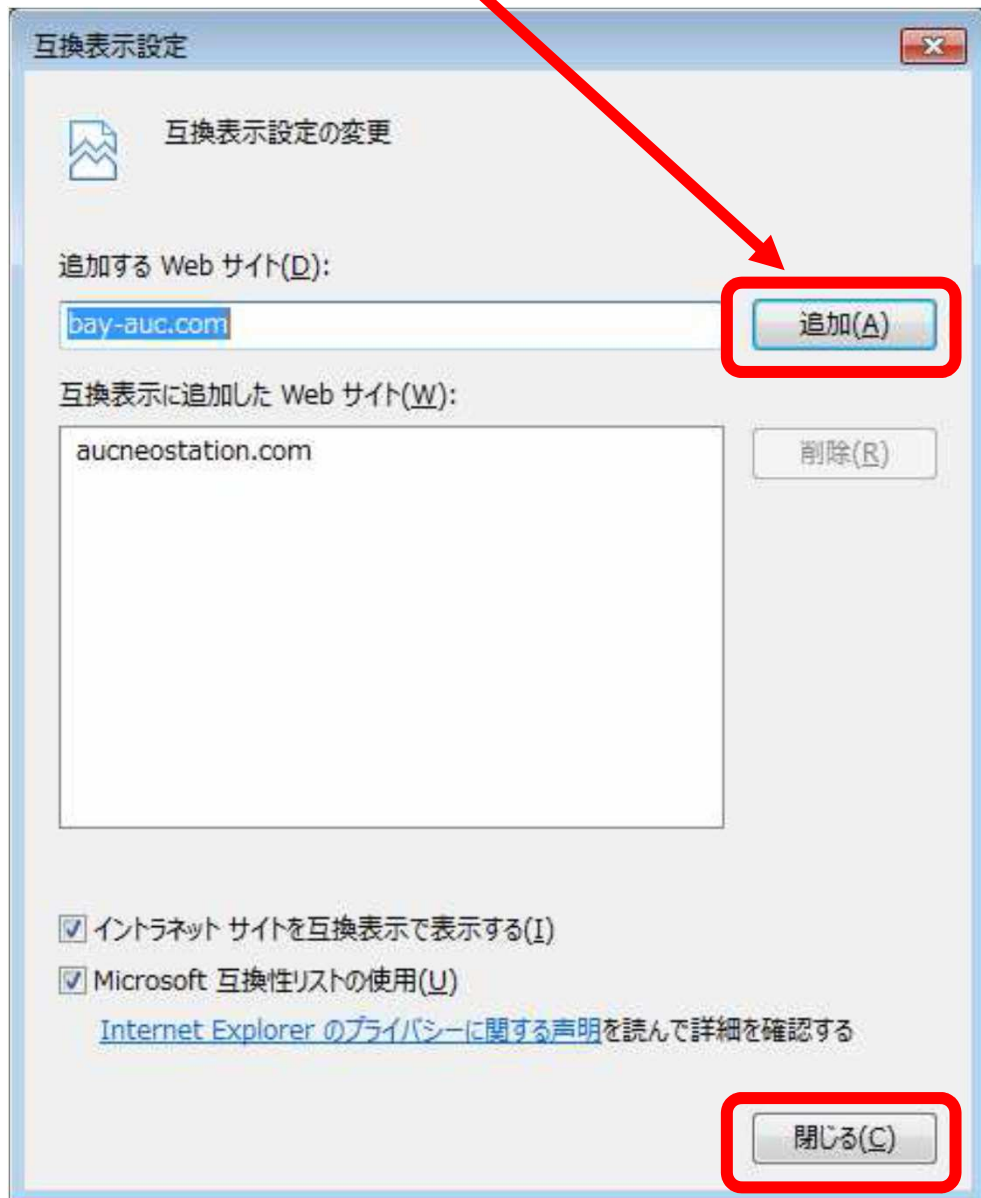 互換表示設定
互換表示設定の変更
追加する Web サイト(D):
bay-auc.com
追加(A)
互換表示に追加した Web サイト(W):
aucneostation.com
削除(R)
イントラネット サイトを互換表示で表示する(I)
Microsoft 互換性リストの使用(U)
Internet Explorer のプライバシーに関する声明を読んで詳細を確認する
閉じる(C)